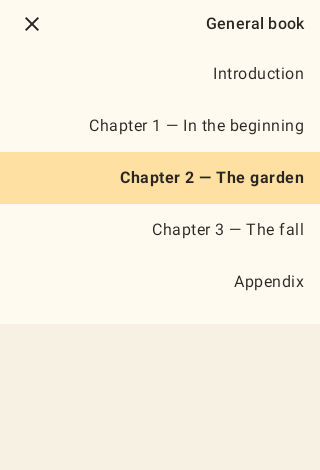 General book
Introduction
Chapter 1 — In the beginning
Chapter 2 — The garden
Chapter 3 — The fall
Appendix